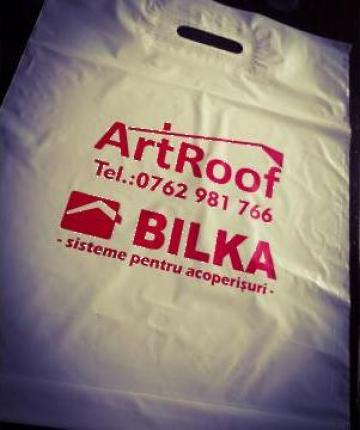 ArtRoof
Tel.:0762 981 766
BILKA
- sisteme pentru acoperișuri -